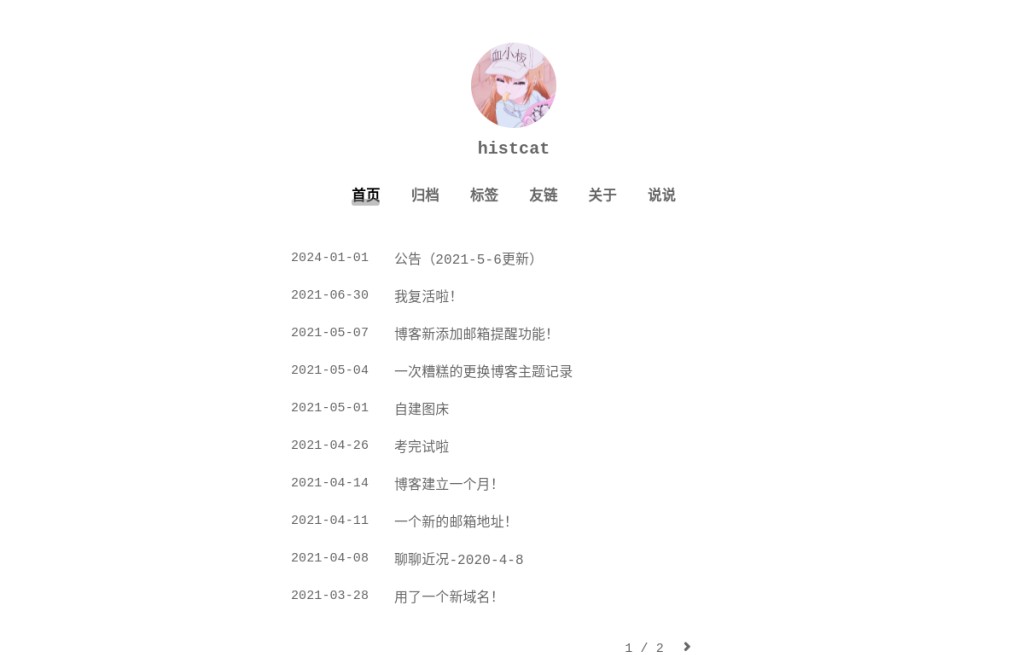 血小板
histcat
首页 归档 标签 友链 关于 说说
2024-01-01 公告（2021-5-6更新）
2021-06-30 我复活啦！
2021-05-07 博客新添加邮箱提醒功能！
2021-05-04 一次糟糕的更换博客主题记录
2021-05-01 自建图床
2021-04-26 考完试啦
2021-04-14 博客建立一个月！
2021-04-11 一个新的邮箱地址！
2021-04-08 聊聊近况-2020-4-8
2021-03-28 用了一个新域名！
1 / 2